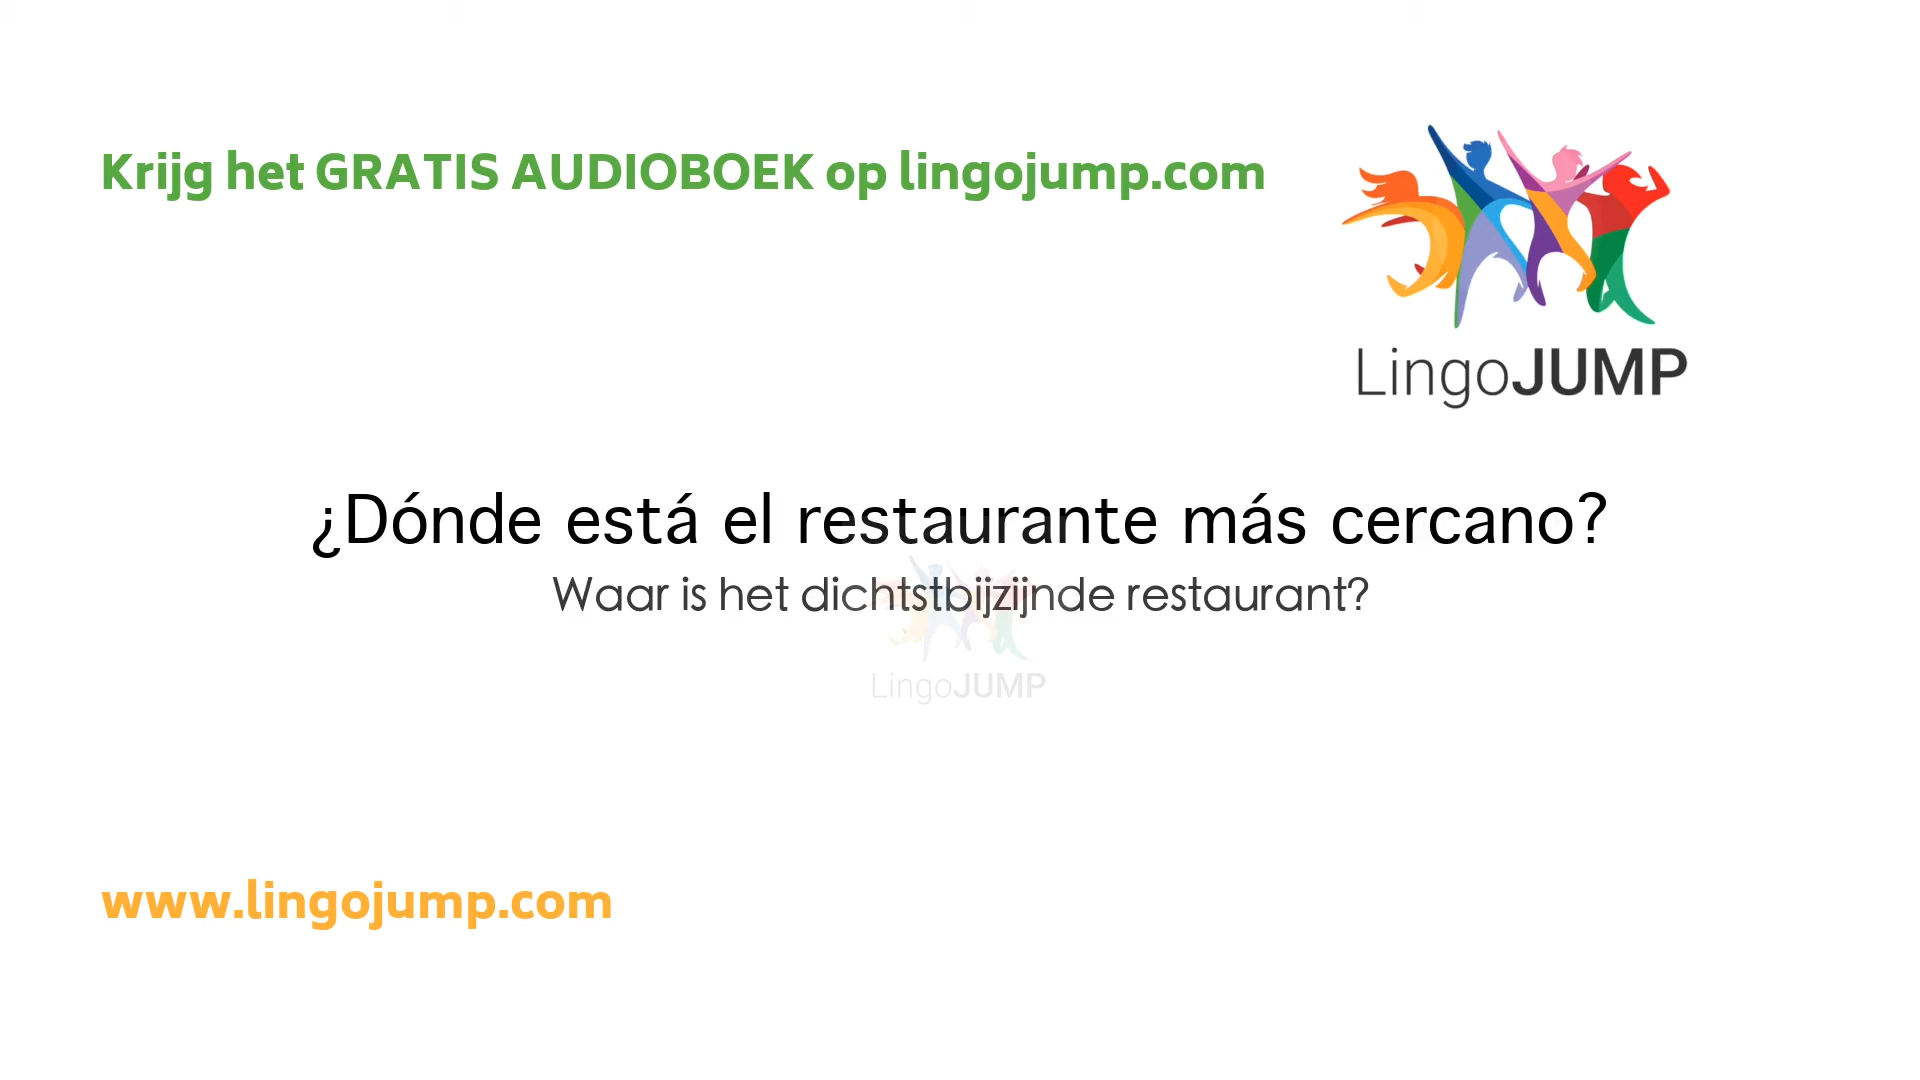 Krijg het GRATIS AUDIOBOEK op lingojump.com
LingoJUMP
¿Dónde está el restaurante más cercano?
Waar is het dichtstbijzijnde restaurant?
LingoJUMP
www.lingojump.com